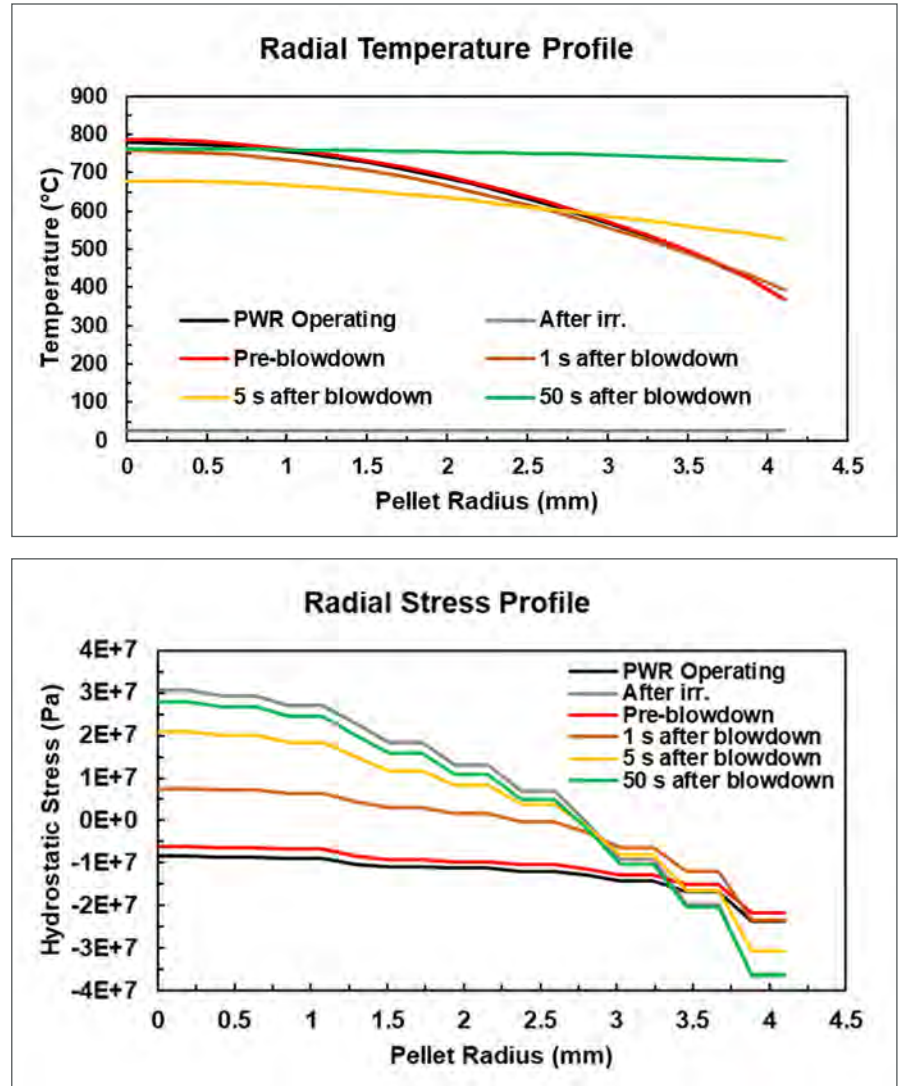 Radial Temperature Profile
900
800
700
600
500
400
300
200
100
0
Temperature (°C)
PWR Operating
After irr.
Pre-blowdown
1 s after blowdown
5 s after blowdown
50 s after blowdown
0 0.5 1 1.5 2 2.5 3 3.5 4 4.5
Pellet Radius (mm)
Radial Stress Profile
4E+7
3E+7
2E+7
1E+7
0E+0
-1E+7
-2E+7
-3E+7
-4E+7
Hydrostatic Stress (Pa)
PWR Operating
After irr.
Pre-blowdown
1 s after blowdown
5 s after blowdown
50 s after blowdown
0 0.5 1 1.5 2 2.5 3 3.5 4 4.5
Pellet Radius (mm)